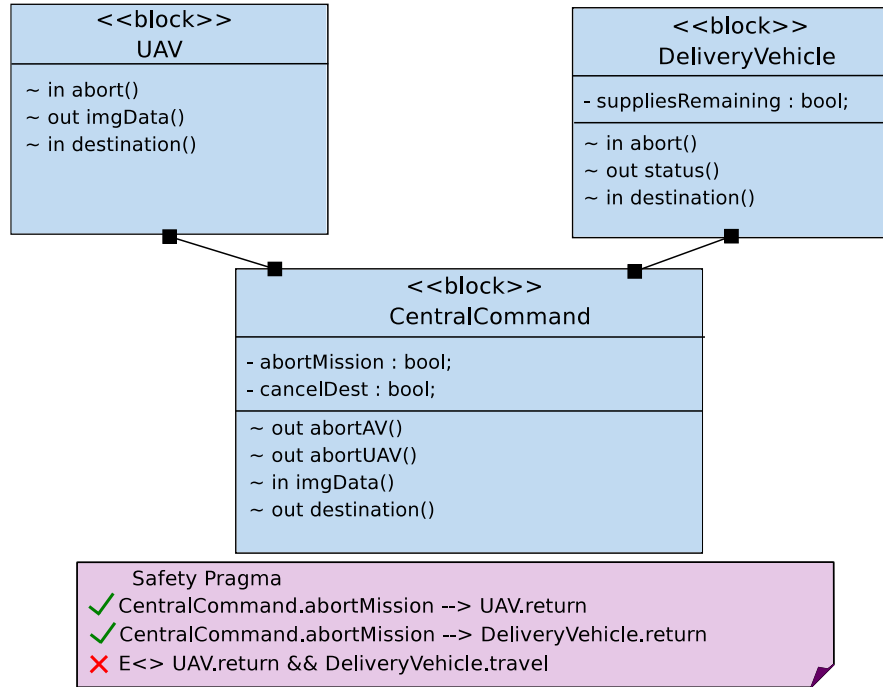 <<block>>
UAV
~ in abort()
~ out imgData()
~ in destination()
<<block>>
DeliveryVehicle
- suppliesRemaining : bool;
~ in abort()
~ out status()
~ in destination()
<<block>>
CentralCommand
- abortMission : bool;
- cancelDest : bool;
~ out abortAV()
~ out abortUAV()
~ in imgData()
~ out destination()
Safety Pragma
CentralCommand.abortMission --> UAV.return
CentralCommand.abortMission --> DeliveryVehicle.return
E<> UAV.return && DeliveryVehicle.travel